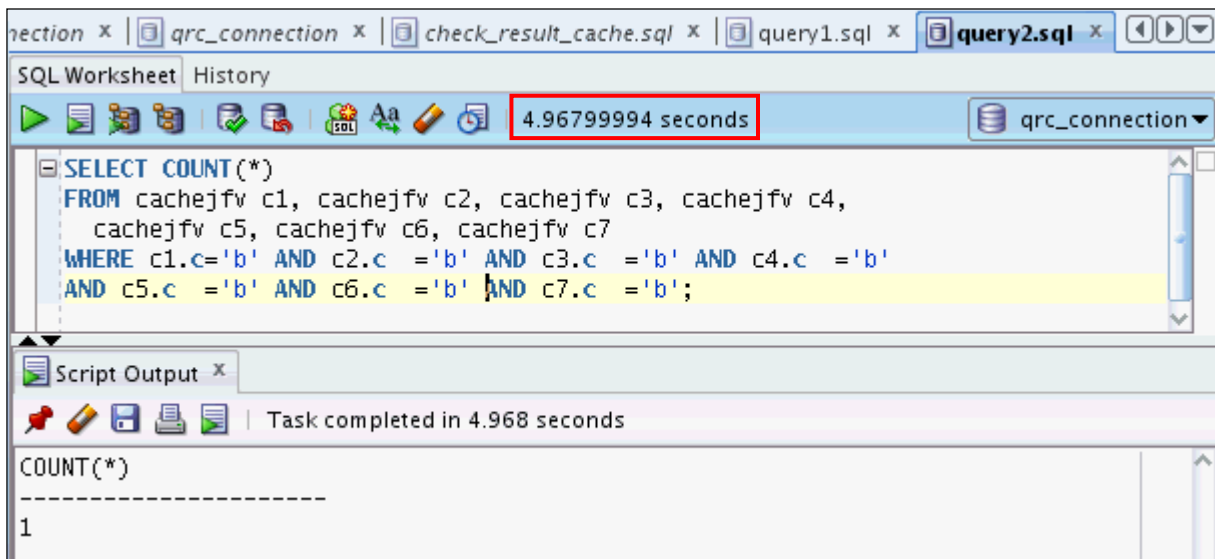 nection x qrc_connection x check_result_cache.sql x query1.sql x query2.sql x
SQL Worksheet History
SQL Aa 4.96799994 seconds qrc_connection
SELECT COUNT(*)
FROM cachejfv c1, cachejfv c2, cachejfv c3, cachejfv c4,
cachejfv c5, cachejfv c6, cachejfv c7
WHERE c1.c='b' AND c2.c  ='b' AND c3.c  ='b' AND c4.c  ='b'
AND c5.c  ='b' AND c6.c  ='b' AND c7.c  ='b';
Script Output x
Task completed in 4.968 seconds
COUNT(*)
----------------------
1